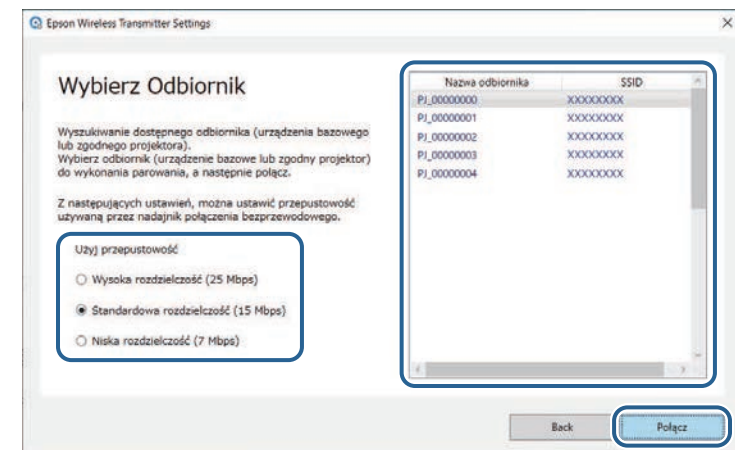 Epson Wireless Transmitter Settings
Wybierz Odbiornik
Wyszukiwanie dostępnego odbiornika (urządzenia bazowego
lub zgodnego projektora).
Wybierz odbiornik (urządzenie bazowe lub zgodny projektor)
do wykonania parowania, a następnie połącz.
Z następujących ustawień, można ustawić przepustowość
używaną przez nadajnik połączenia bezprzewodowego.
Użyj przepustowość
Wysoka rozdzielczość (25 Mbps)
Standardowa rozdzielczość (15 Mbps)
Niska rozdzielczość (7 Mbps)
Nazwa odbiornika SSID
PJ_00000000 XXXXXXXX
PJ_00000001 XXXXXXXX
PJ_00000002 XXXXXXXX
PJ_00000003 XXXXXXXX
PJ_00000004 XXXXXXXX
Back Połącz